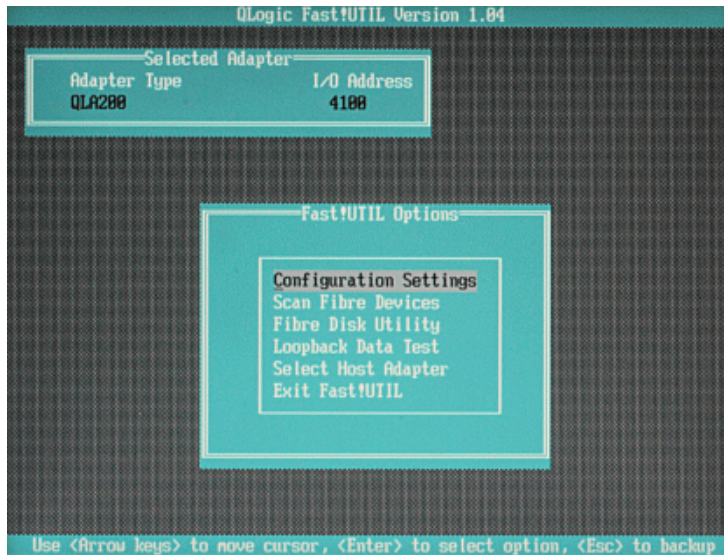 QLogic Fast!UTIL Version 1.04
Selected Adapter
Adapter Type I/O Address
QLA200 4100
Fast!UTIL Options
Configuration Settings
Scan Fibre Devices
Fibre Disk Utility
Loopback Data Test
Select Host Adapter
Exit Fast!UTIL
Use <Arrow keys> to move cursor, <Enter> to select option, <Esc> to backup